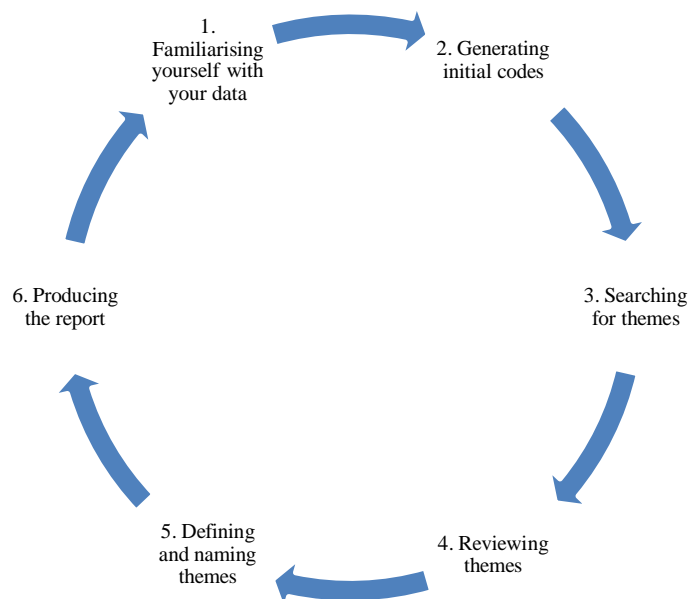 1.
Familiarising
yourself with
your data
2. Generating
initial codes
3. Searching
for themes
4. Reviewing
themes
5. Defining
and naming
themes
6. Producing
the report